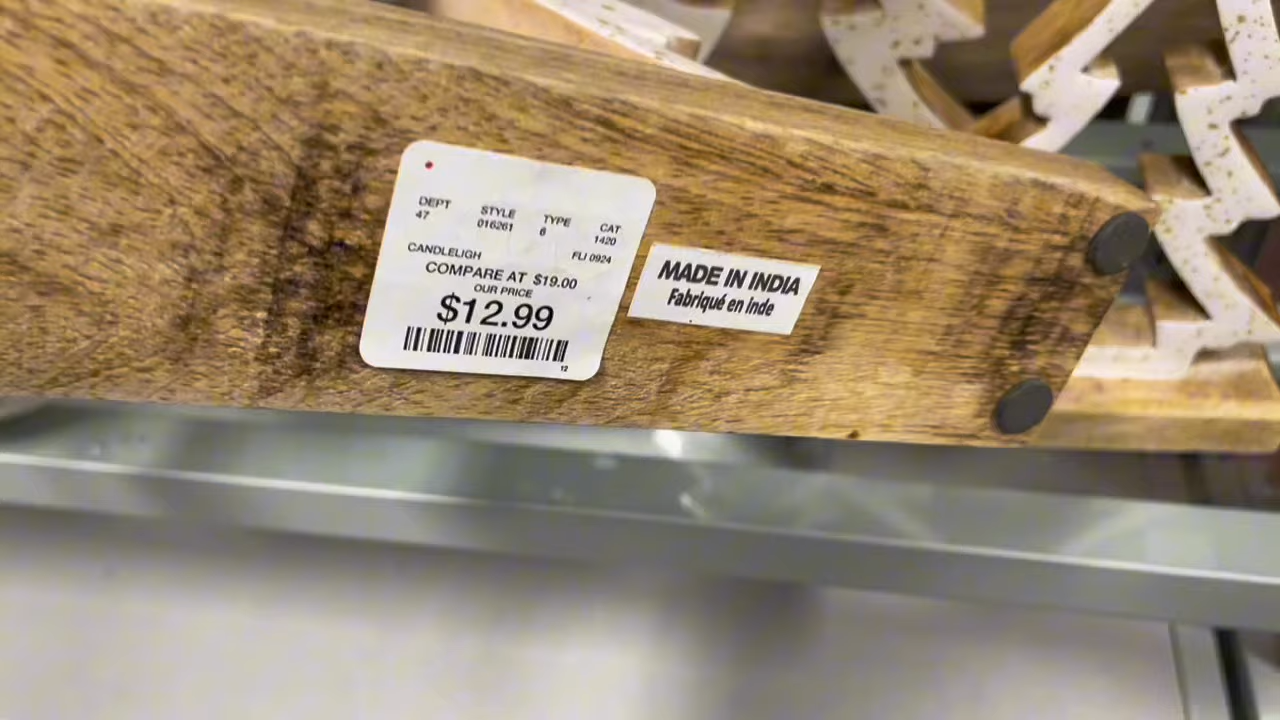 DEPT STYLE TYPE CAT
47 016261 6 1420
CANDLELIGH FLI 0924
COMPARE AT $19.00
OUR PRICE
$12.99
12
MADE IN INDIA
Fabriqué en inde